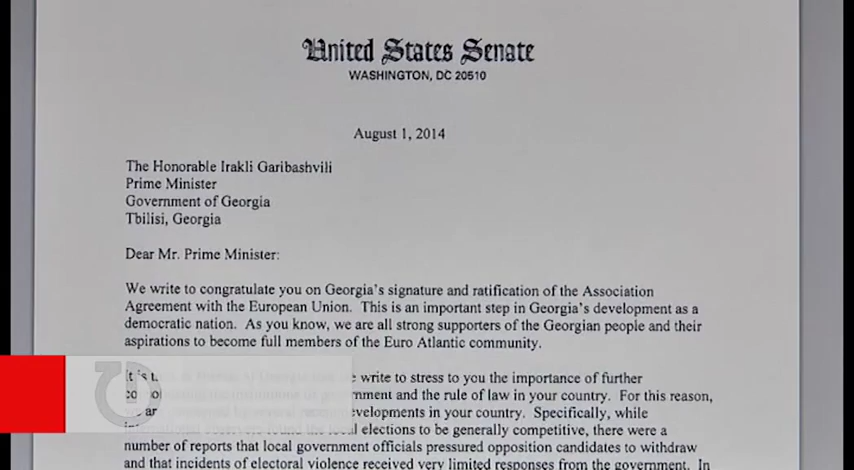 United States Senate
WASHINGTON, DC 20510
August 1, 2014
The Honorable Irakli Garibashvili
Prime Minister
Government of Georgia
Tbilisi, Georgia
Dear Mr. Prime Minister:
We write to congratulate you on Georgia's signature and ratification of the Association
Agreement with the European Union. This is an important step in Georgia's development as a
democratic nation. As you know, we are all strong supporters of the Georgian people and their
aspirations to become full members of the Euro Atlantic community.
write to stress to you the importance of further
and the rule of law in your country. For this reason,
developments in your country. Specifically, while
elections to be generally competitive, there were a
number of reports that local government officials pressured opposition candidates to withdraw
and that incidents of electoral violence received very limited responses from the government. In